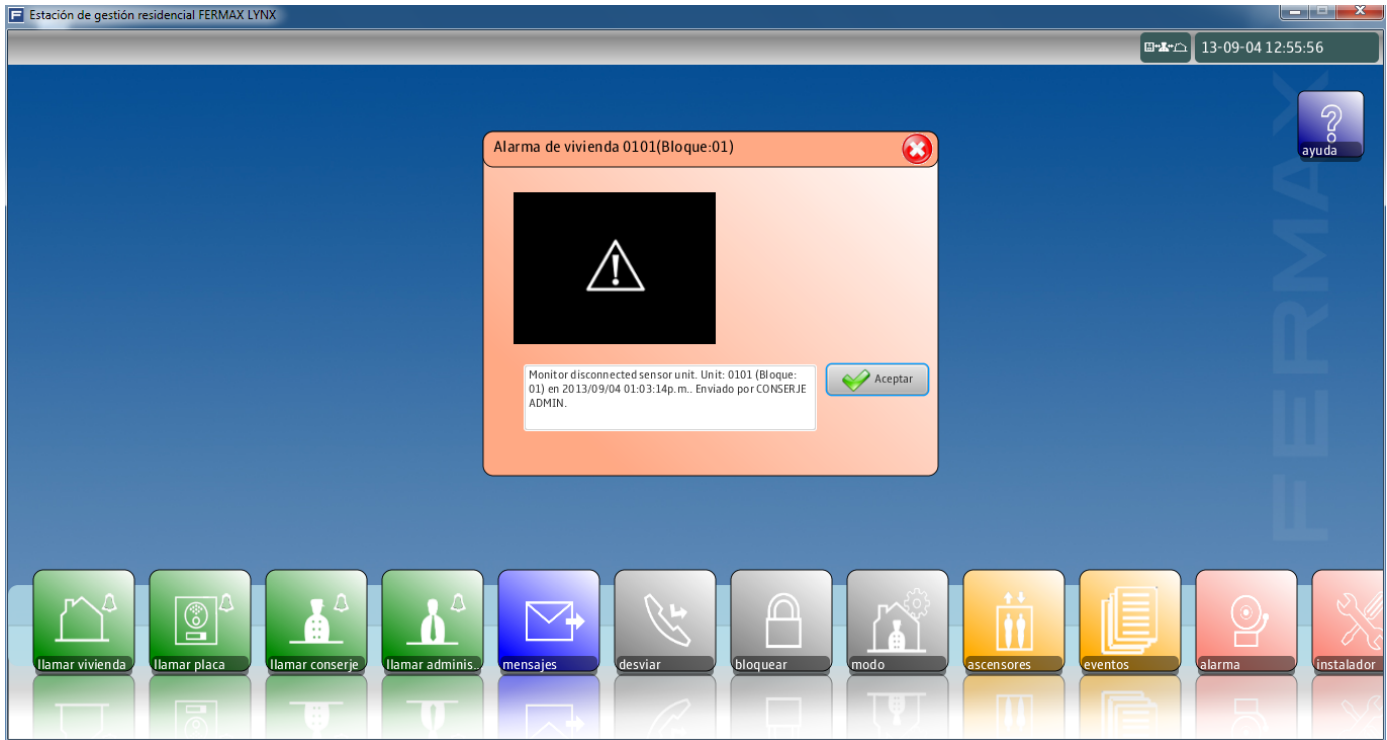 Estación de gestión residencial FERMAX LYNX
13-09-04 12:55:56
ayuda
FERMAX
Alarma de vivienda 0101(Bloque:01)
Monitor disconnected sensor unit. Unit: 0101 (Bloque:
01) en 2013/09/04 01:03:14p.m.. Enviado por CONSERJE
ADMIN.
Aceptar
llamar vivienda
llamar placa
llamar conserje
llamar adminis..
mensajes
desviar
bloquear
modo
ascensores
eventos
alarma
instalador